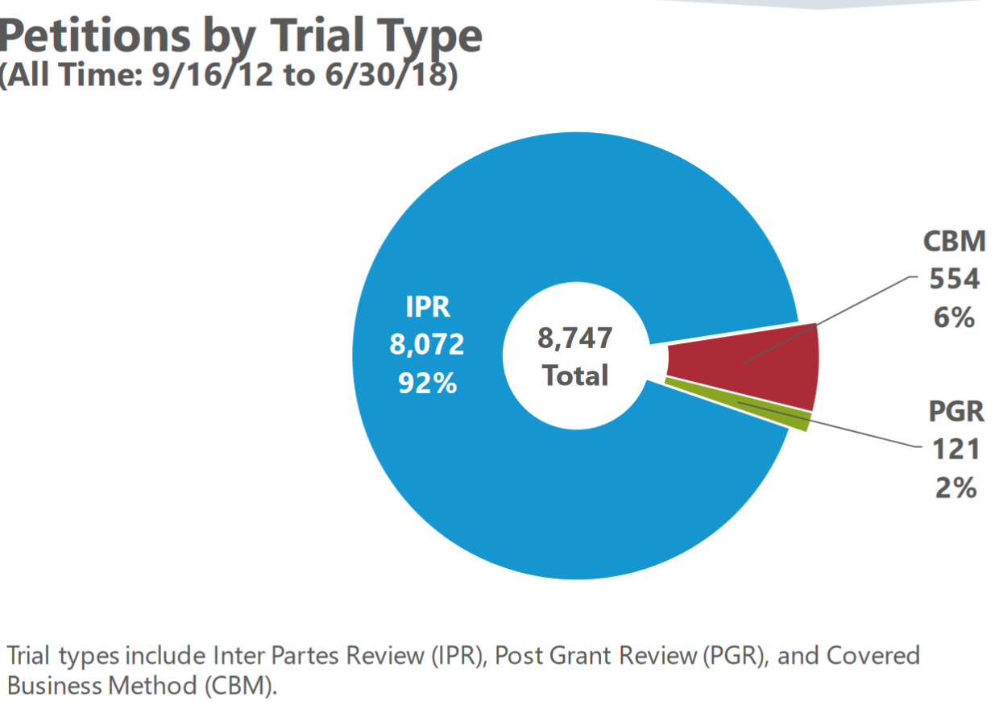 Petitions by Trial Type
(All Time: 9/16/12 to 6/30/18)
IPR
8,072
92%
8,747
Total
CBM
554
6%
PGR
121
2%
Trial types include Inter Partes Review (IPR), Post Grant Review (PGR), and Covered
Business Method (CBM).